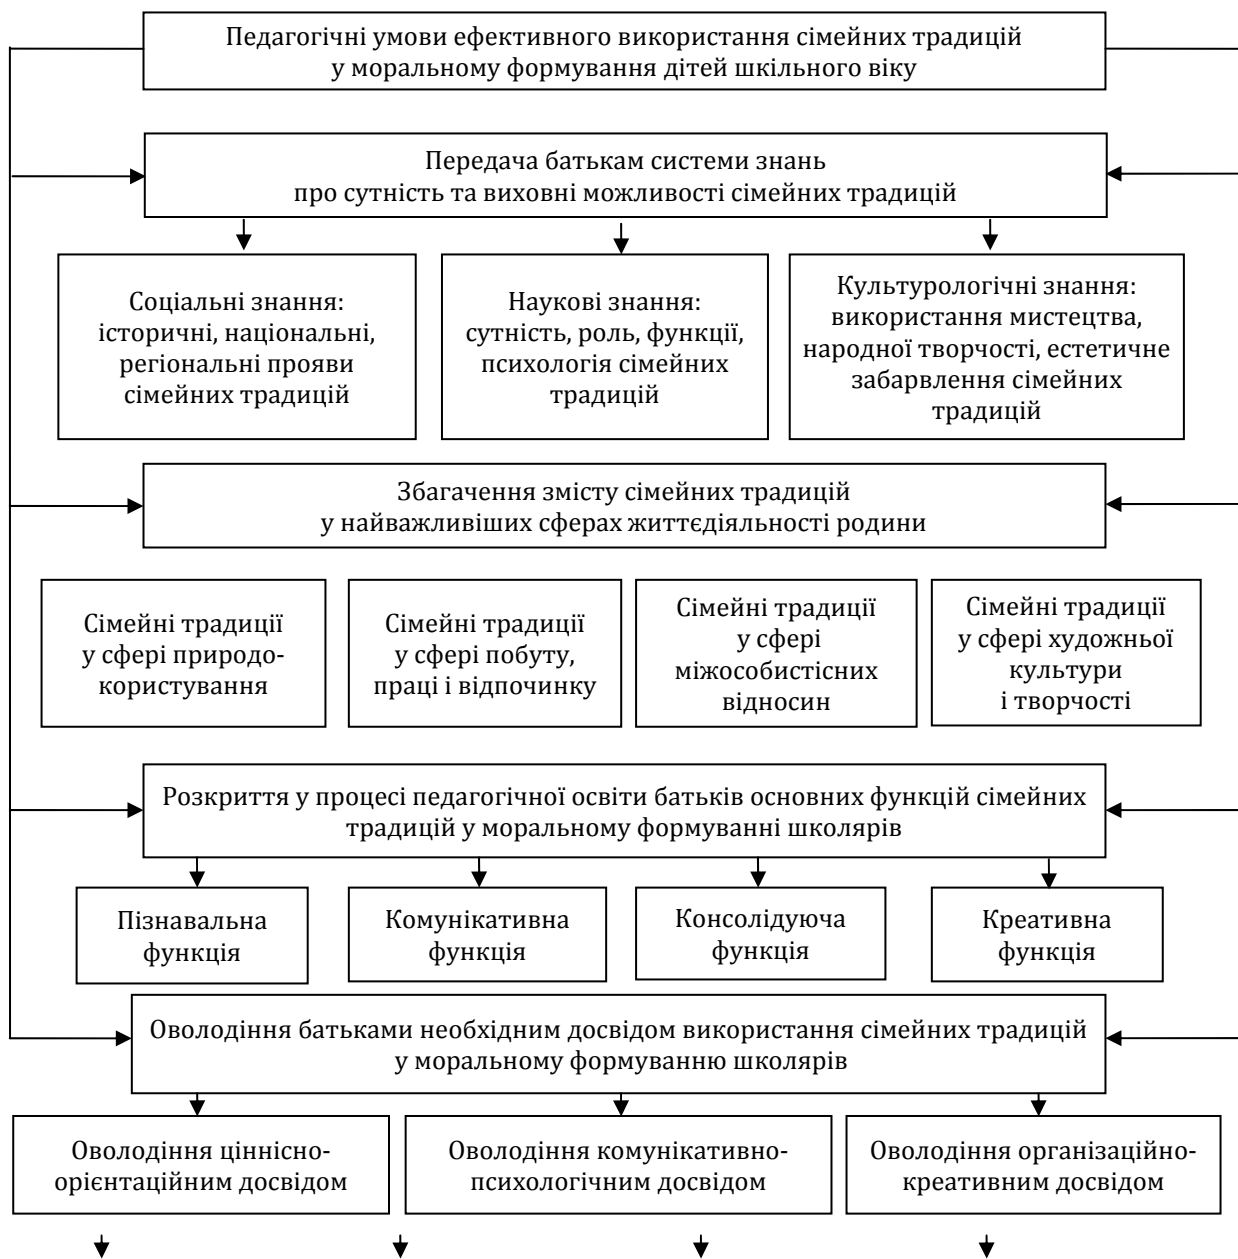 Педагогічні умови ефективного використання сімейних традицій
у моральному формування дітей шкільного віку
Передача батькам системи знань
про сутність та виховні можливості сімейних традицій
Соціальні знання:
історичні, національні,
регіональні прояви
сімейних традицій
Наукові знання:
сутність, роль, функції,
психологія сімейних
традицій
Культурологічні знання:
використання мистецтва,
народної творчості, естетичне
забарвлення сімейних
традицій
Збагачення змісту сімейних традицій
у найважливіших сферах життєдіяльності родини
Сімейні традиції
у сфері природо-
користування
Сімейні традиції
у сфері побуту,
праці і відпочинку
Сімейні традиції
у сфері
міжособистісних
відносин
Сімейні традиції
у сфері художньої
культури
і творчості
Розкриття у процесі педагогічної освіти батьків основних функцій сімейних
традицій у моральному формуванні школярів
Пізнавальна
функція
Комунікативна
функція
Консолідуюча
функція
Креативна
функція
Оволодіння батьками необхідним досвідом використання сімейних традицій
у моральному формуванню школярів
Оволодіння ціннісно-
орієнтаційним досвідом
Оволодіння комунікативно-
психологічним досвідом
Оволодіння організаційно-
креативним досвідом